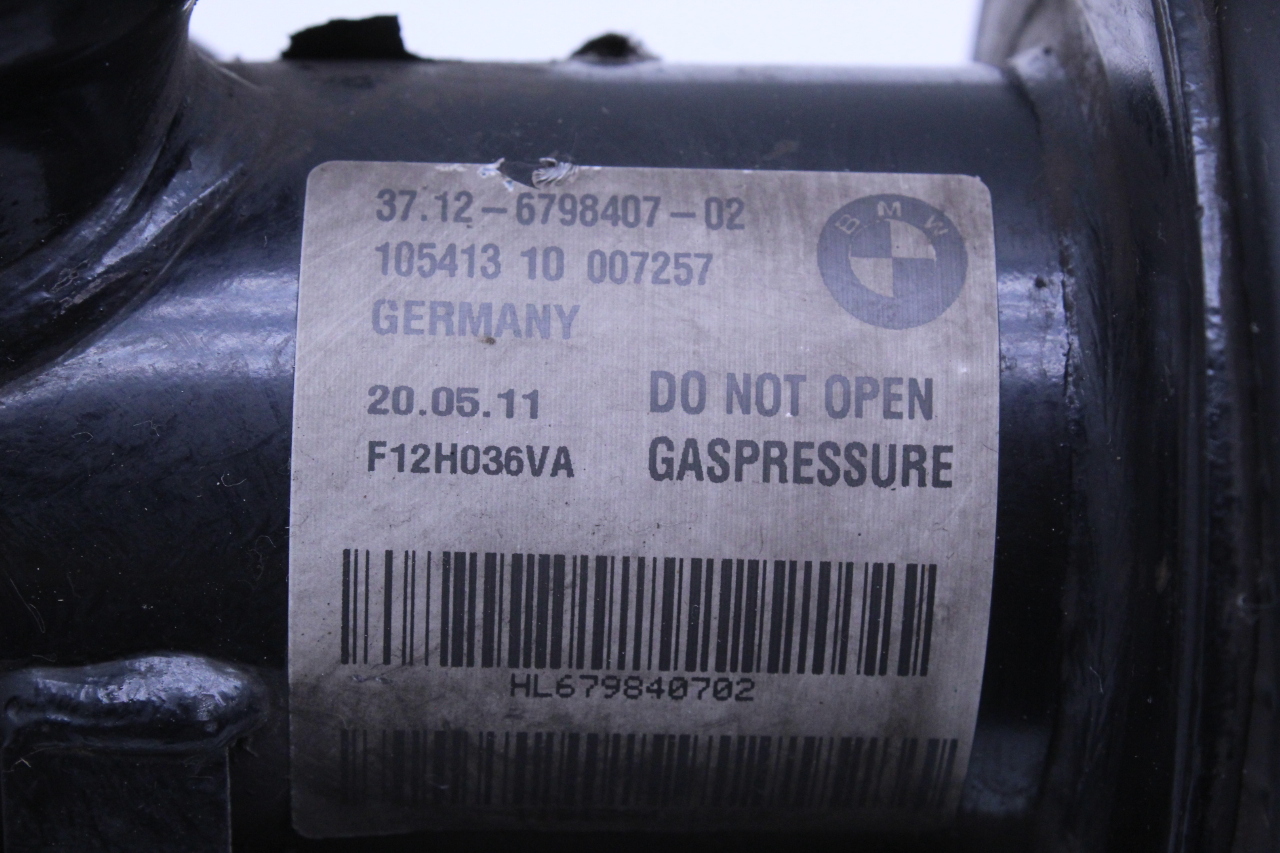 37.12-6798407-02
105413 10 007257
GERMANY
BMW
20.05.11
F12H036VA
DO NOT OPEN
GASPRESSURE
HL679840702